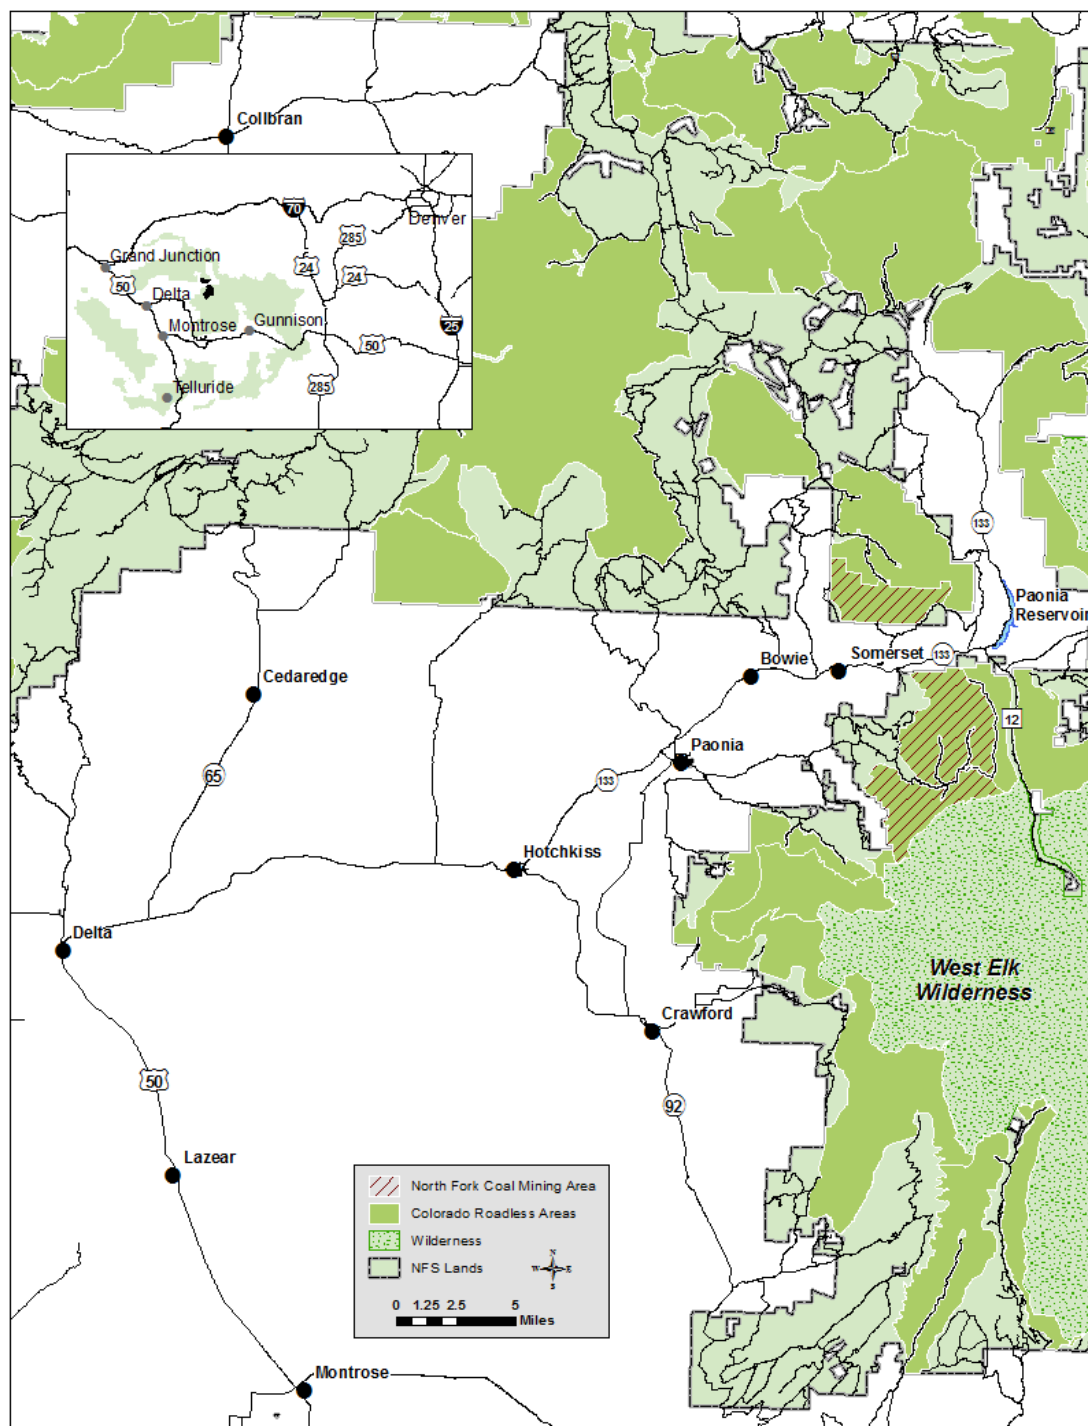 Collbran
70
Denver
285
24
24
Grand Junction
50
Delta
Montrose
Gunnison
25
50
285
Telluride
133
Paonia
Reservoir
Somerset
133
Bowie
Cedaredge
12
Paonia
65
133
Hotchkiss
Delta
West Elk
Wilderness
Crawford
50
92
Lazear
North Fork Coal Mining Area
Colorado Roadless Areas
Wilderness
NFS Lands
N
W
E
S
0 1.25 2.5 5
Miles
Montrose